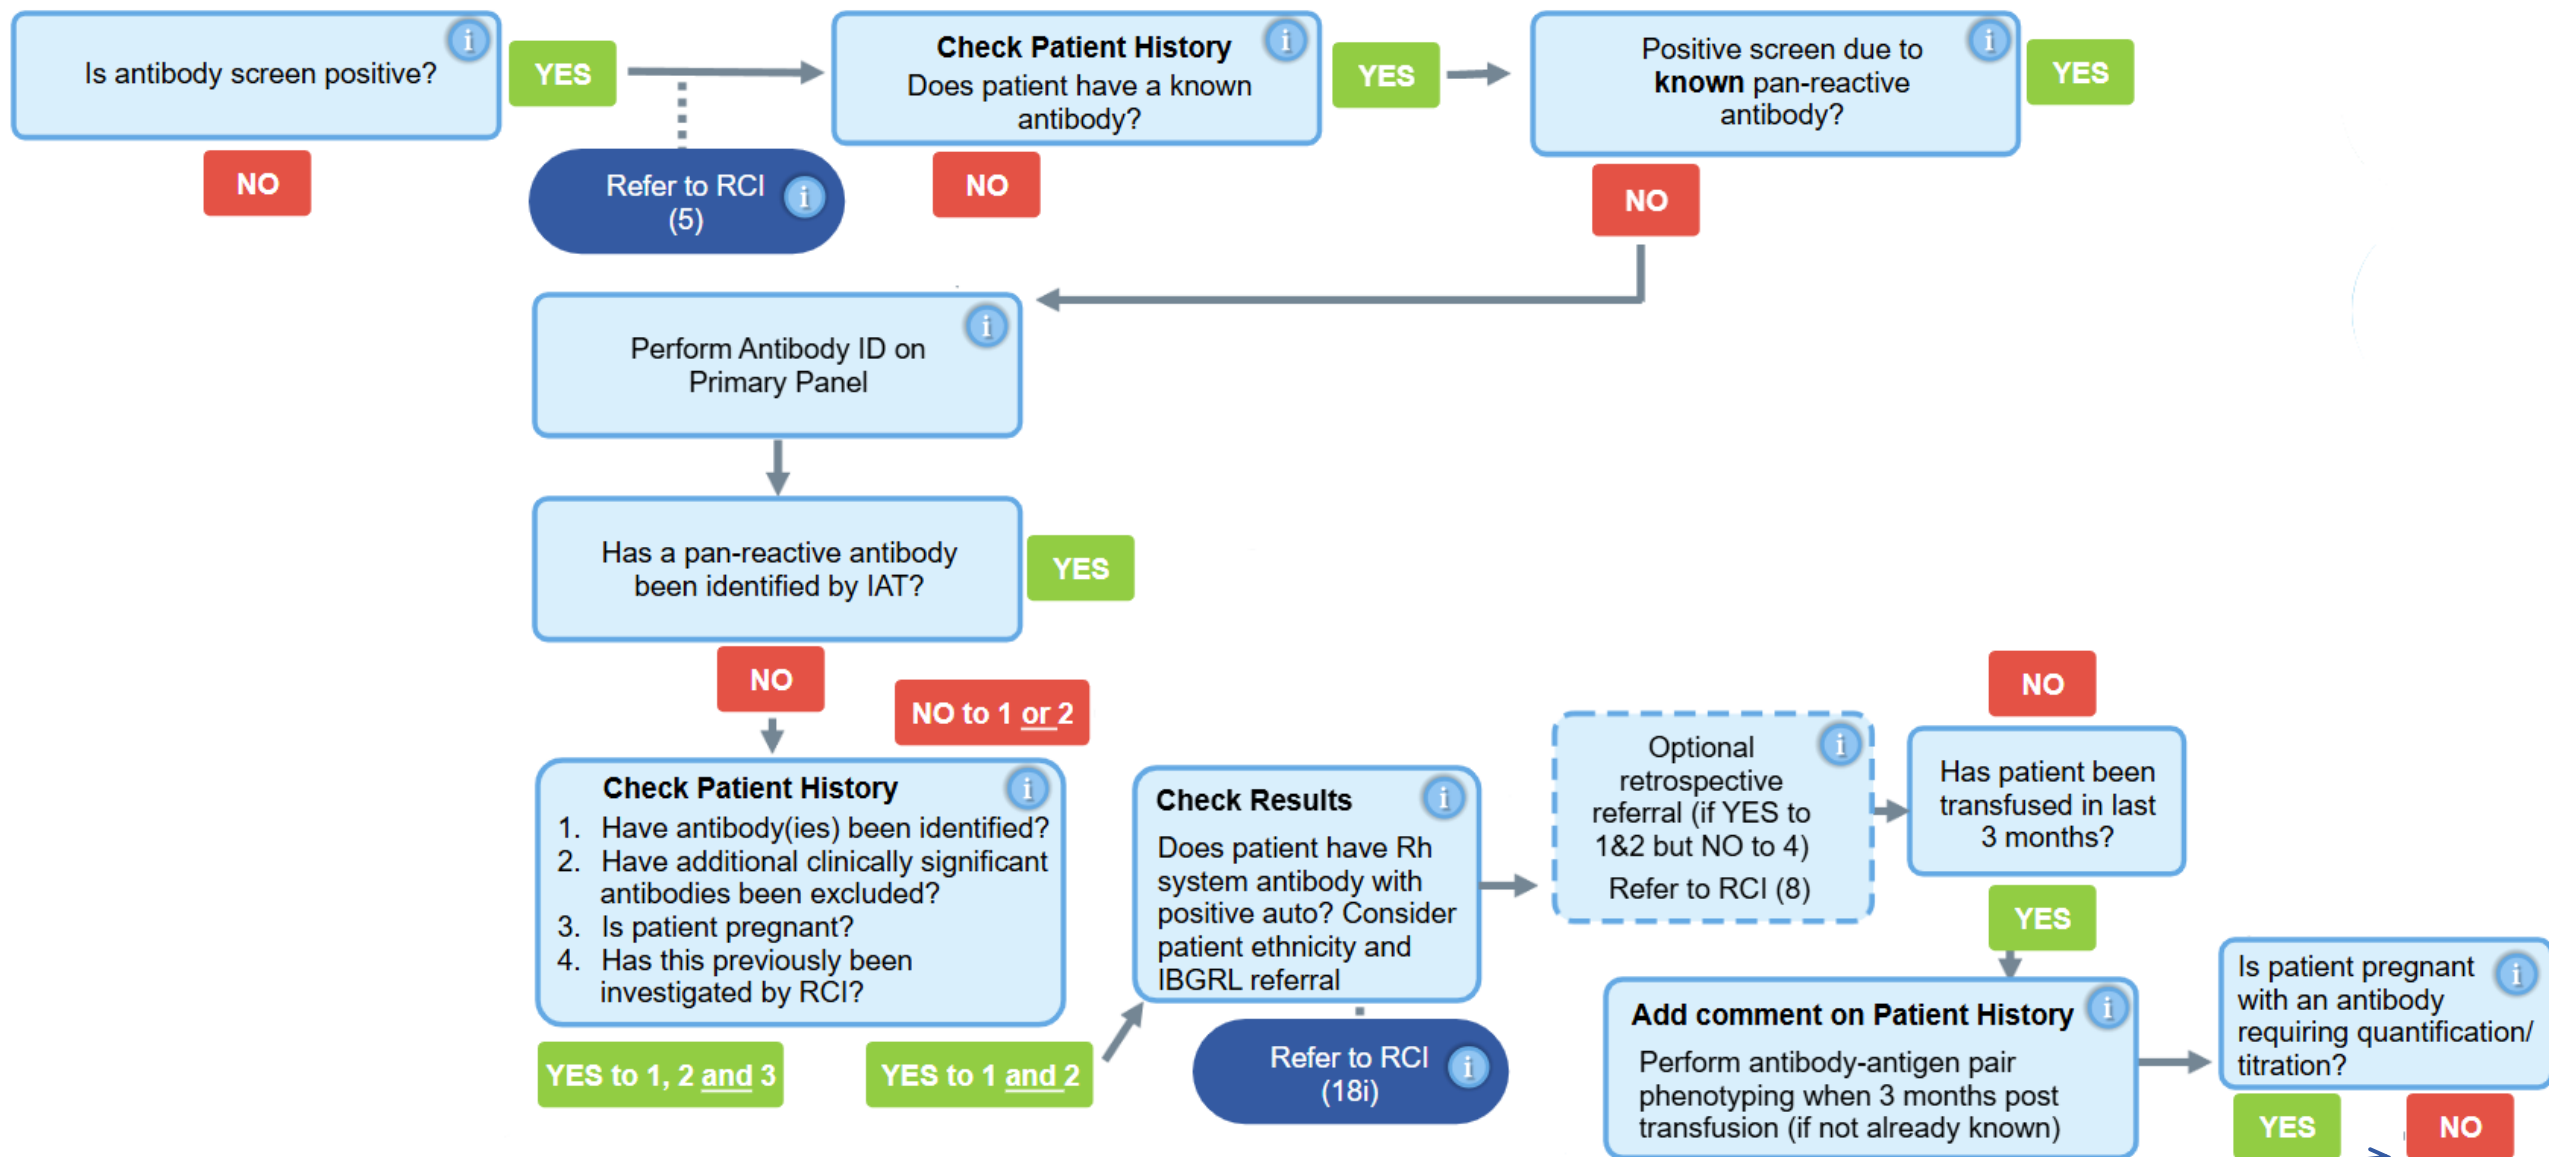 Is antibody screen positive?
YES
NO
Refer to RCI
(5)
Check Patient History
Does patient have a known
antibody?
YES
NO
Positive screen due to
known pan-reactive
antibody?
YES
NO
Perform Antibody ID on
Primary Panel
Has a pan-reactive antibody
been identified by IAT?
YES
NO
NO to 1 or 2
Check Patient History
1. Have antibody(ies) been identified?
2. Have additional clinically significant
antibodies been excluded?
3. Is patient pregnant?
4. Has this previously been
investigated by RCI?
YES to 1, 2 and 3
YES to 1 and 2
Check Results
Does patient have Rh
system antibody with
positive auto? Consider
patient ethnicity and
IBGRL referral
Refer to RCI
(18i)
Optional
retrospective
referral (if YES to
1&2 but NO to 4)
Refer to RCI (8)
NO
Has patient been
transfused in last
3 months?
YES
Add comment on Patient History
Perform antibody-antigen pair
phenotyping when 3 months post
transfusion (if not already known)
Is patient pregnant
with an antibody
requiring quantification/
titration?
YES
NO